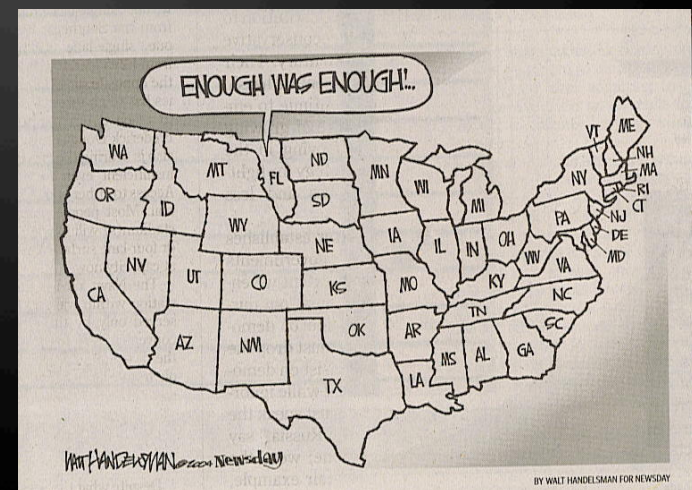 ENOUGH WAS ENOUGH!..
WA
OR
CA
NV
ID
MT
WY
UT
AZ
CO
NM
FL
ND
SD
NE
KS
OK
TX
MN
IA
MO
AR
LA
WI
IL
MI
IN
OH
KY
TN
MS
AL
GA
SC
NC
VA
WV
PA
NY
VT
ME
NH
MA
RI
CT
NJ
DE
MD
WALT HANDELSMAN ©2004 Newsday
BY WALT HANDELSMAN FOR NEWSDAY